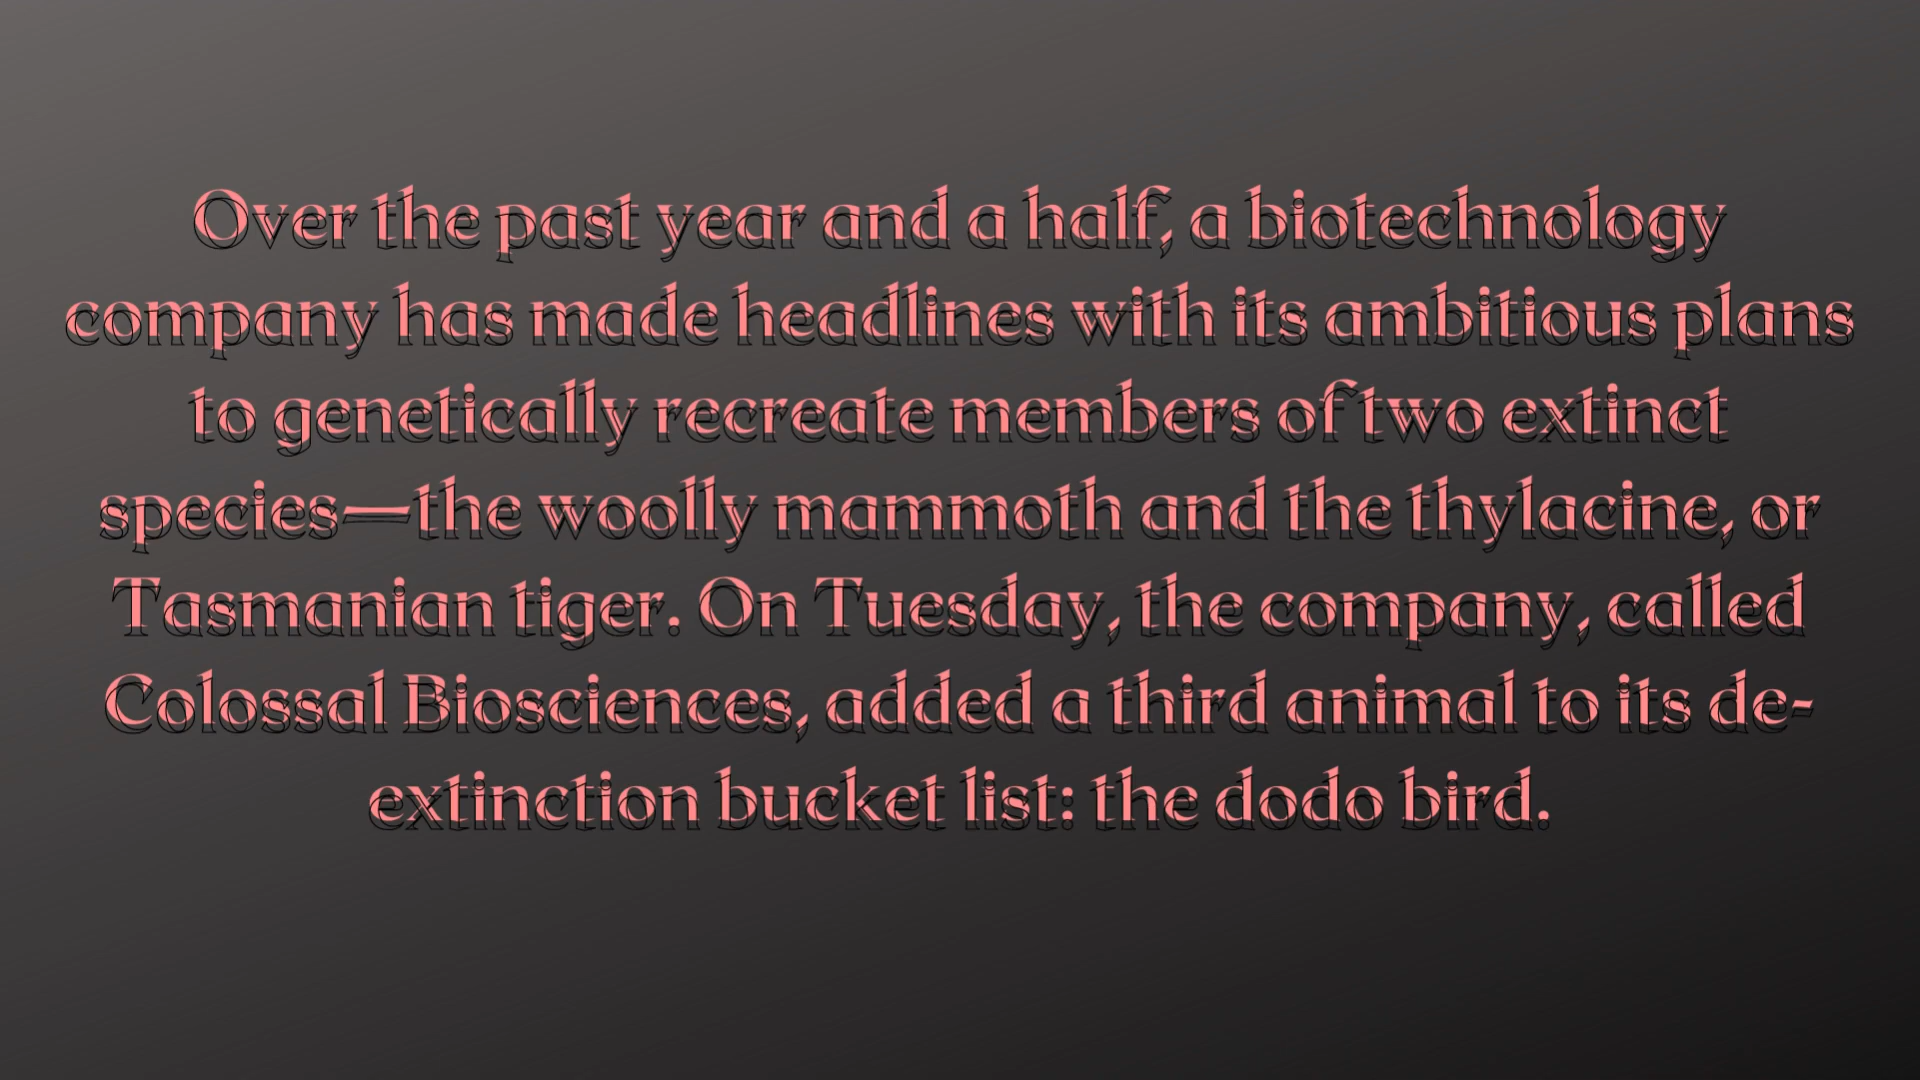 Over the past year and a half, a biotechnology
company has made headlines with its ambitious plans
to genetically recreate members of two extinct
species—the woolly mammoth and the thylacine, or
Tasmanian tiger. On Tuesday, the company, called
Colossal Biosciences, added a third animal to its de-
extinction bucket list: the dodo bird.